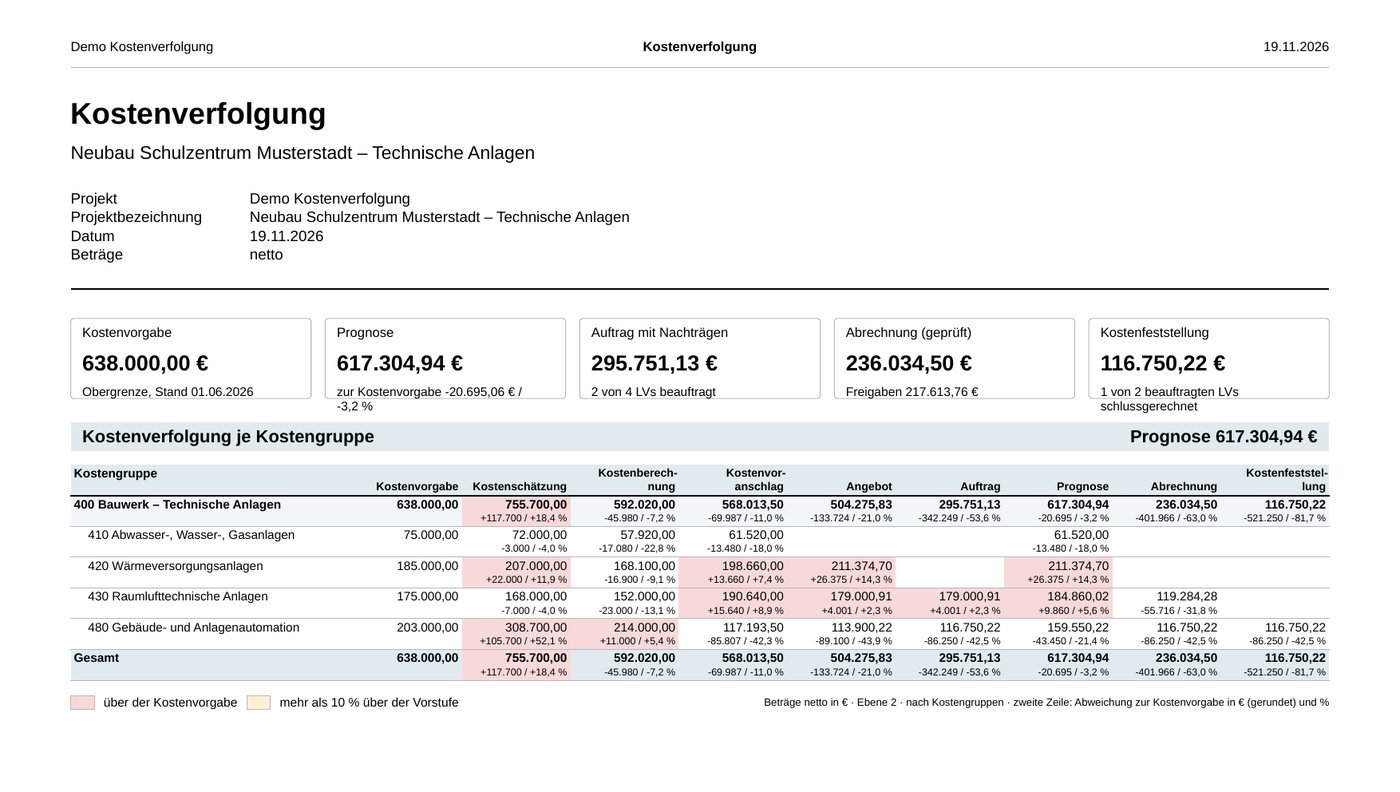 Demo Kostenverfolgung Kostenverfolgung 19.11.2026
Kostenverfolgung
Neubau Schulzentrum Musterstadt – Technische Anlagen
Projekt Demo Kostenverfolgung
Projektbezeichnung Neubau Schulzentrum Musterstadt – Technische Anlagen
Datum 19.11.2026
Beträge netto
Kostenvorgabe
638.000,00 €
Obergrenze, Stand 01.06.2026
Prognose
617.304,94 €
zur Kostenvorgabe -20.695,06 € /
-3,2 %
Auftrag mit Nachträgen
295.751,13 €
2 von 4 LVs beauftragt
Abrechnung (geprüft)
236.034,50 €
Freigaben 217.613,76 €
Kostenfeststellung
116.750,22 €
1 von 2 beauftragten LVs
schlussgerechnet
Kostenverfolgung je Kostengruppe Prognose 617.304,94 €
Kostengruppe Kostenberech- Kostenvor- Kostenfeststel-
Kostenvorgabe Kostenschätzung nung anschlag Angebot Auftrag Prognose Abrechnung lung
400 Bauwerk – Technische Anlagen 638.000,00 755.700,00 592.020,00 568.013,50 504.275,83 295.751,13 617.304,94 236.034,50 116.750,22
+117.700 / +18,4 % -45.980 / -7,2 % -69.987 / -11,0 % -133.724 / -21,0 % -342.249 / -53,6 % -20.695 / -3,2 % -401.966 / -63,0 % -521.250 / -81,7 %
410 Abwasser-, Wasser-, Gasanlagen 75.000,00 72.000,00 57.920,00 61.520,00 61.520,00
-3.000 / -4,0 % -17.080 / -22,8 % -13.480 / -18,0 % -13.480 / -18,0 %
420 Wärmeversorgungsanlagen 185.000,00 207.000,00 168.100,00 198.660,00 211.374,70 211.374,70
+22.000 / +11,9 % -16.900 / -9,1 % +13.660 / +7,4 % +26.375 / +14,3 % +26.375 / +14,3 %
430 Raumlufttechnische Anlagen 175.000,00 168.000,00 152.000,00 190.640,00 179.000,91 179.000,91 184.860,02 119.284,28
-7.000 / -4,0 % -23.000 / -13,1 % +15.640 / +8,9 % +4.001 / +2,3 % +4.001 / +2,3 % +9.860 / +5,6 % -55.716 / -31,8 %
480 Gebäude- und Anlagenautomation 203.000,00 308.700,00 214.000,00 117.193,50 113.900,22 116.750,22 159.550,22 116.750,22 116.750,22
+105.700 / +52,1 % +11.000 / +5,4 % -85.807 / -42,3 % -89.100 / -43,9 % -86.250 / -42,5 % -43.450 / -21,4 % -86.250 / -42,5 % -86.250 / -42,5 %
Gesamt 638.000,00 755.700,00 592.020,00 568.013,50 504.275,83 295.751,13 617.304,94 236.034,50 116.750,22
+117.700 / +18,4 % -45.980 / -7,2 % -69.987 / -11,0 % -133.724 / -21,0 % -342.249 / -53,6 % -20.695 / -3,2 % -401.966 / -63,0 % -521.250 / -81,7 %
über der Kostenvorgabe mehr als 10 % über der Vorstufe Beträge netto in € · Ebene 2 · nach Kostengruppen · zweite Zeile: Abweichung zur Kostenvorgabe in € (gerundet) und %